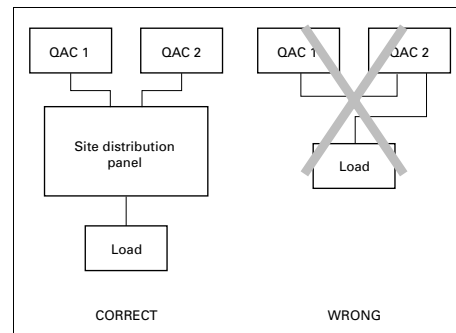 QAC 1
QAC 2
Site distribution
panel
Load
CORRECT
QAC 1
QAC 2
Load
WRONG